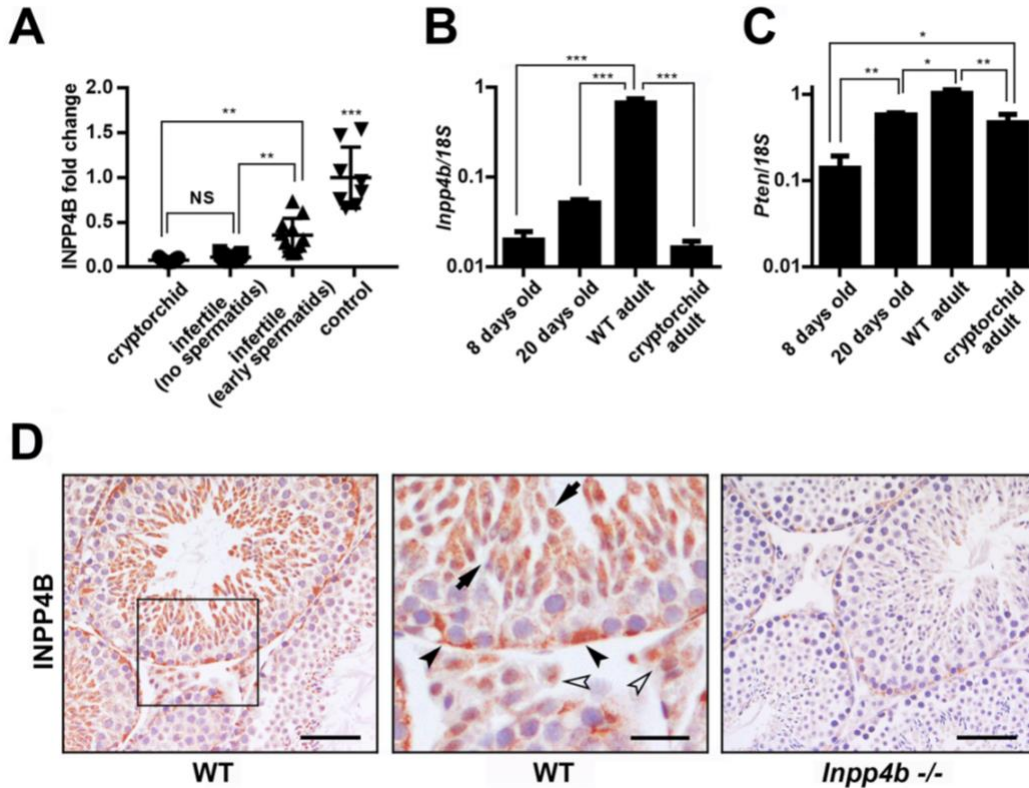 A
INPP4B fold change
2.0
1.5
1.0
0.5
0.0
**
***
**
NS
cryptorchid
infertile
(no spermatids)
infertile
(early spermatids)
control
B
Inpp4b/18S
1
0.1
0.01
***
***
***
8 days old
20 days old
WT adult
cryptorchid
adult
C
Pten/18S
1
0.1
0.01
*
**
*
**
8 days old
20 days old
WT adult
cryptorchid
adult
D
INPP4B
WT
WT
Inpp4b -/-